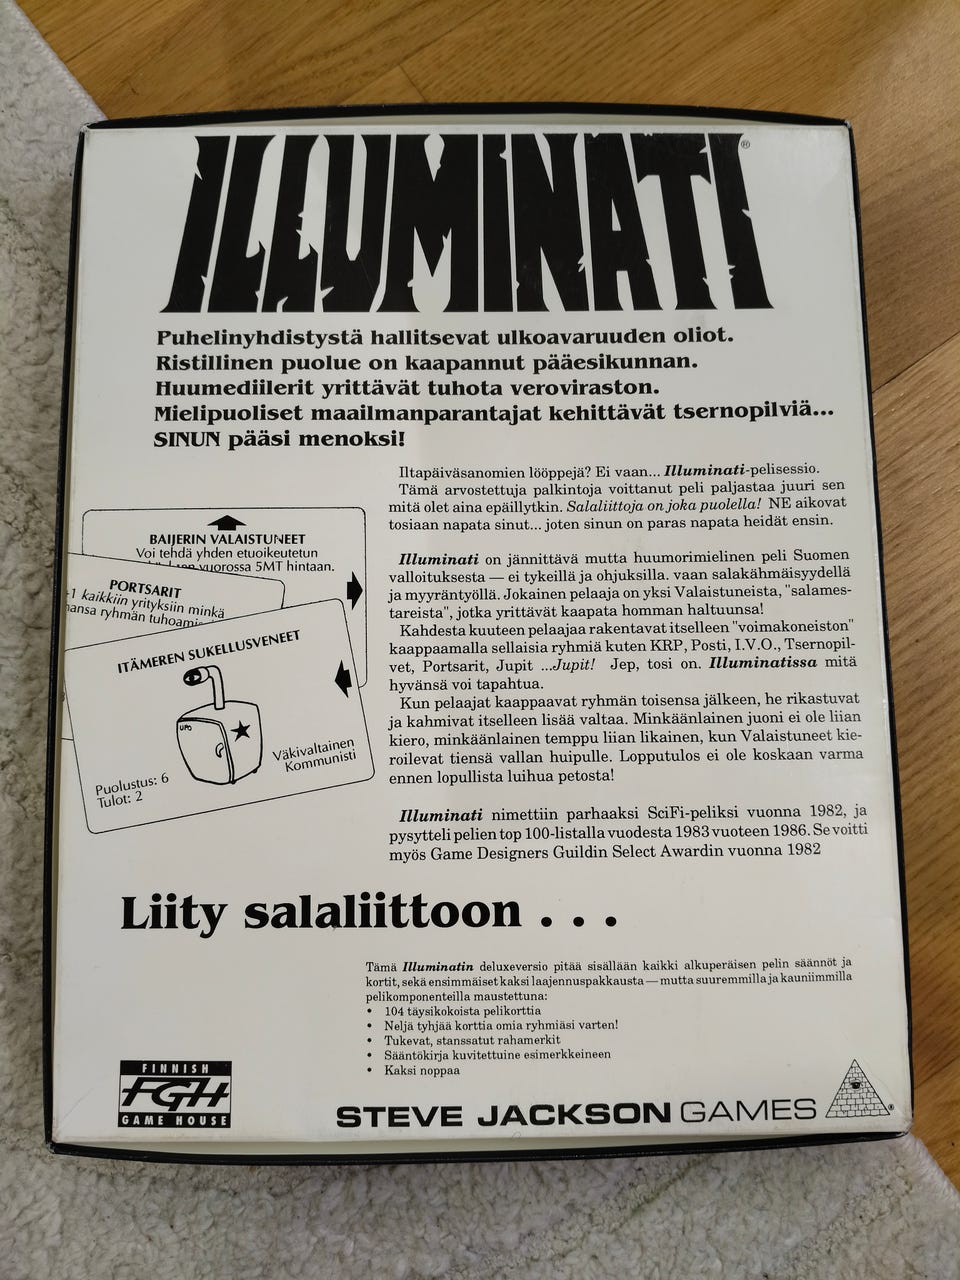 ILLUMINATI®
Puhelinyhdistystä hallitsevat ulkoavaruuden oliot.
Ristillinen puolue on kaapannut pääesikunnan.
Huumediilerit yrittävät tuhota veroviraston.
Mielipuoliset maailmanparantajat kehittävät tsernopilviä...
SINUN pääsi menoksi!
Iltapäiväsanomien lööppejä? Ei vaan... Illuminati-pelisessio.
Tämä arvostettuja palkintoja voittanut peli paljastaa juuri sen
mitä olet aina epäillytkin. Salaliittoja on joka puolella! NE aikovat
tosiaan napata sinut... joten sinun on paras napata heidät ensin.
Illuminati on jännittävä mutta huumorimielinen peli Suomen
valloituksesta — ei tykeillä ja ohjuksilla. vaan salakähmäisyydellä
ja myyräntyöllä. Jokainen pelaaja on yksi Valaistuneista, "salames-
tareista", jotka yrittävät kaapata homman haltuunsa!
Kahdesta kuuteen pelaajaa rakentavat itselleen "voimakoneiston"
kaappaamalla sellaisia ryhmiä kuten KRP, Posti, I.V.O., Tsernopil-
vet, Portsarit, Jupit ...Jupit! Jep, tosi on. Illuminatissa mitä
hyvänsä voi tapahtua.
Kun pelaajat kaappaavat ryhmän toisensa jälkeen, he rikastuvat
ja kahmivat itselleen lisää valtaa. Minkäänlainen juoni ei ole liian
kiero, minkäänlainen temppu liian likainen, kun Valaistuneet kie-
roilevat tiensä vallan huipulle. Lopputulos ei ole koskaan varma
ennen lopullista luihua petosta!
Illuminati nimettiin parhaaksi SciFi-peliksi vuonna 1982, ja
pysytteli pelien top 100-listalla vuodesta 1983 vuoteen 1986. Se voitti
myös Game Designers Guildin Select Awardin vuonna 1982
BAIJERIN VALAISTUNEET
Voi tehdä yhden etuoikeutetun
vuorossa 5MT hintaan.
PORTSARIT
+1 kaikkiin yrityksiin minkä
hansa ryhmän tuhoamis
ITÄMEREN SUKELLUSVENEET
UPO
Väkivaltainen
Kommunisti
Puolustus: 6
Tulot: 2
Liity salaliittoon . . .
Tämä Illuminatin deluxeversio pitää sisällään kaikki alkuperäisen pelin säännöt ja
kortit, sekä ensimmäiset kaksi laajennuspakkausta — mutta suuremmilla ja kauniimmilla
pelikomponenteilla maustettuna:
• 104 täysikokoista pelikorttia
• Neljä tyhjää korttia omia ryhmiäsi varten!
• Tukevat, stanssatut rahamerkit
• Sääntökirja kuvitettuine esimerkkeineen
• Kaksi noppaa
FINNISH
FGH
GAME HOUSE
STEVE JACKSON GAMES ®